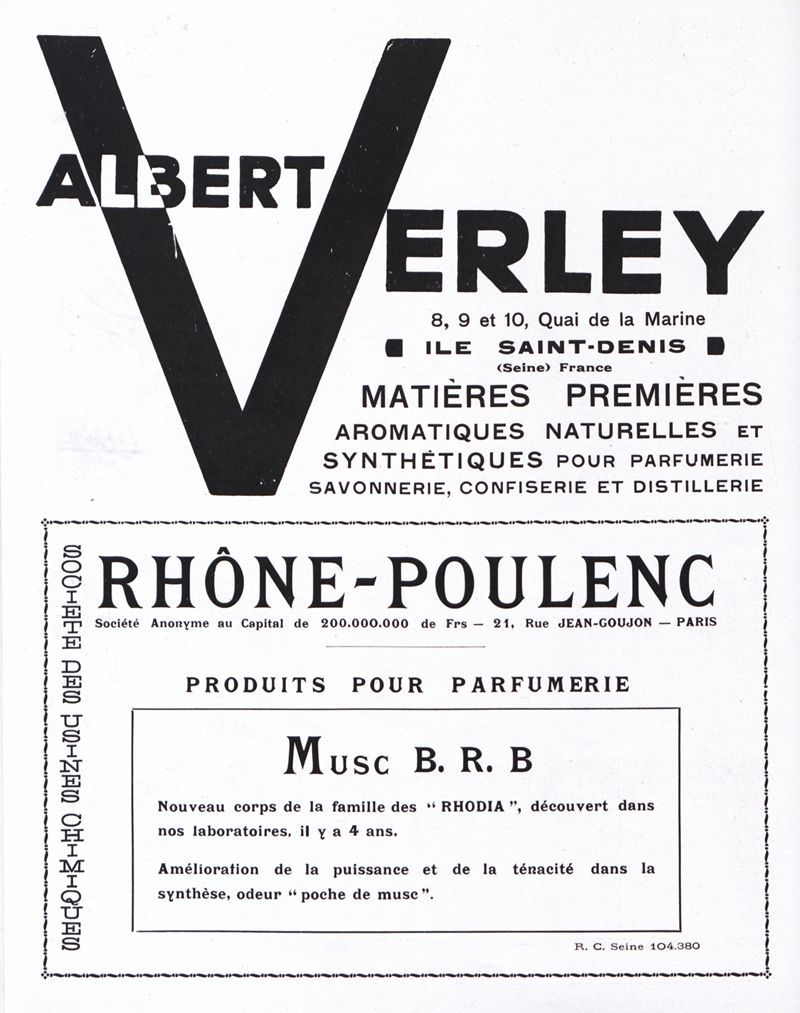 ALBERT
VERLEY
8, 9 et 10, Quai de la Marine
ILE SAINT-DENIS
(Seine) France
MATIÈRES PREMIÈRES
AROMATIQUES NATURELLES ET
SYNTHÉTIQUES POUR PARFUMERIE
SAVONNERIE, CONFISERIE ET DISTILLERIE
SOCIETE DES USINES CHIMIQUES
RHÔNE-POULENC
Société Anonyme au Capital de 200.000.000 de Frs — 21, Rue JEAN-GOUJON — PARIS
PRODUITS POUR PARFUMERIE
MUSC B. R. B
Nouveau corps de la famille des “ RHODIA ”, découvert dans
nos laboratoires, il y a 4 ans.
Amélioration de la puissance et de la ténacité dans la
synthèse, odeur “ poche de musc ”.
R. C. Seine 104.380